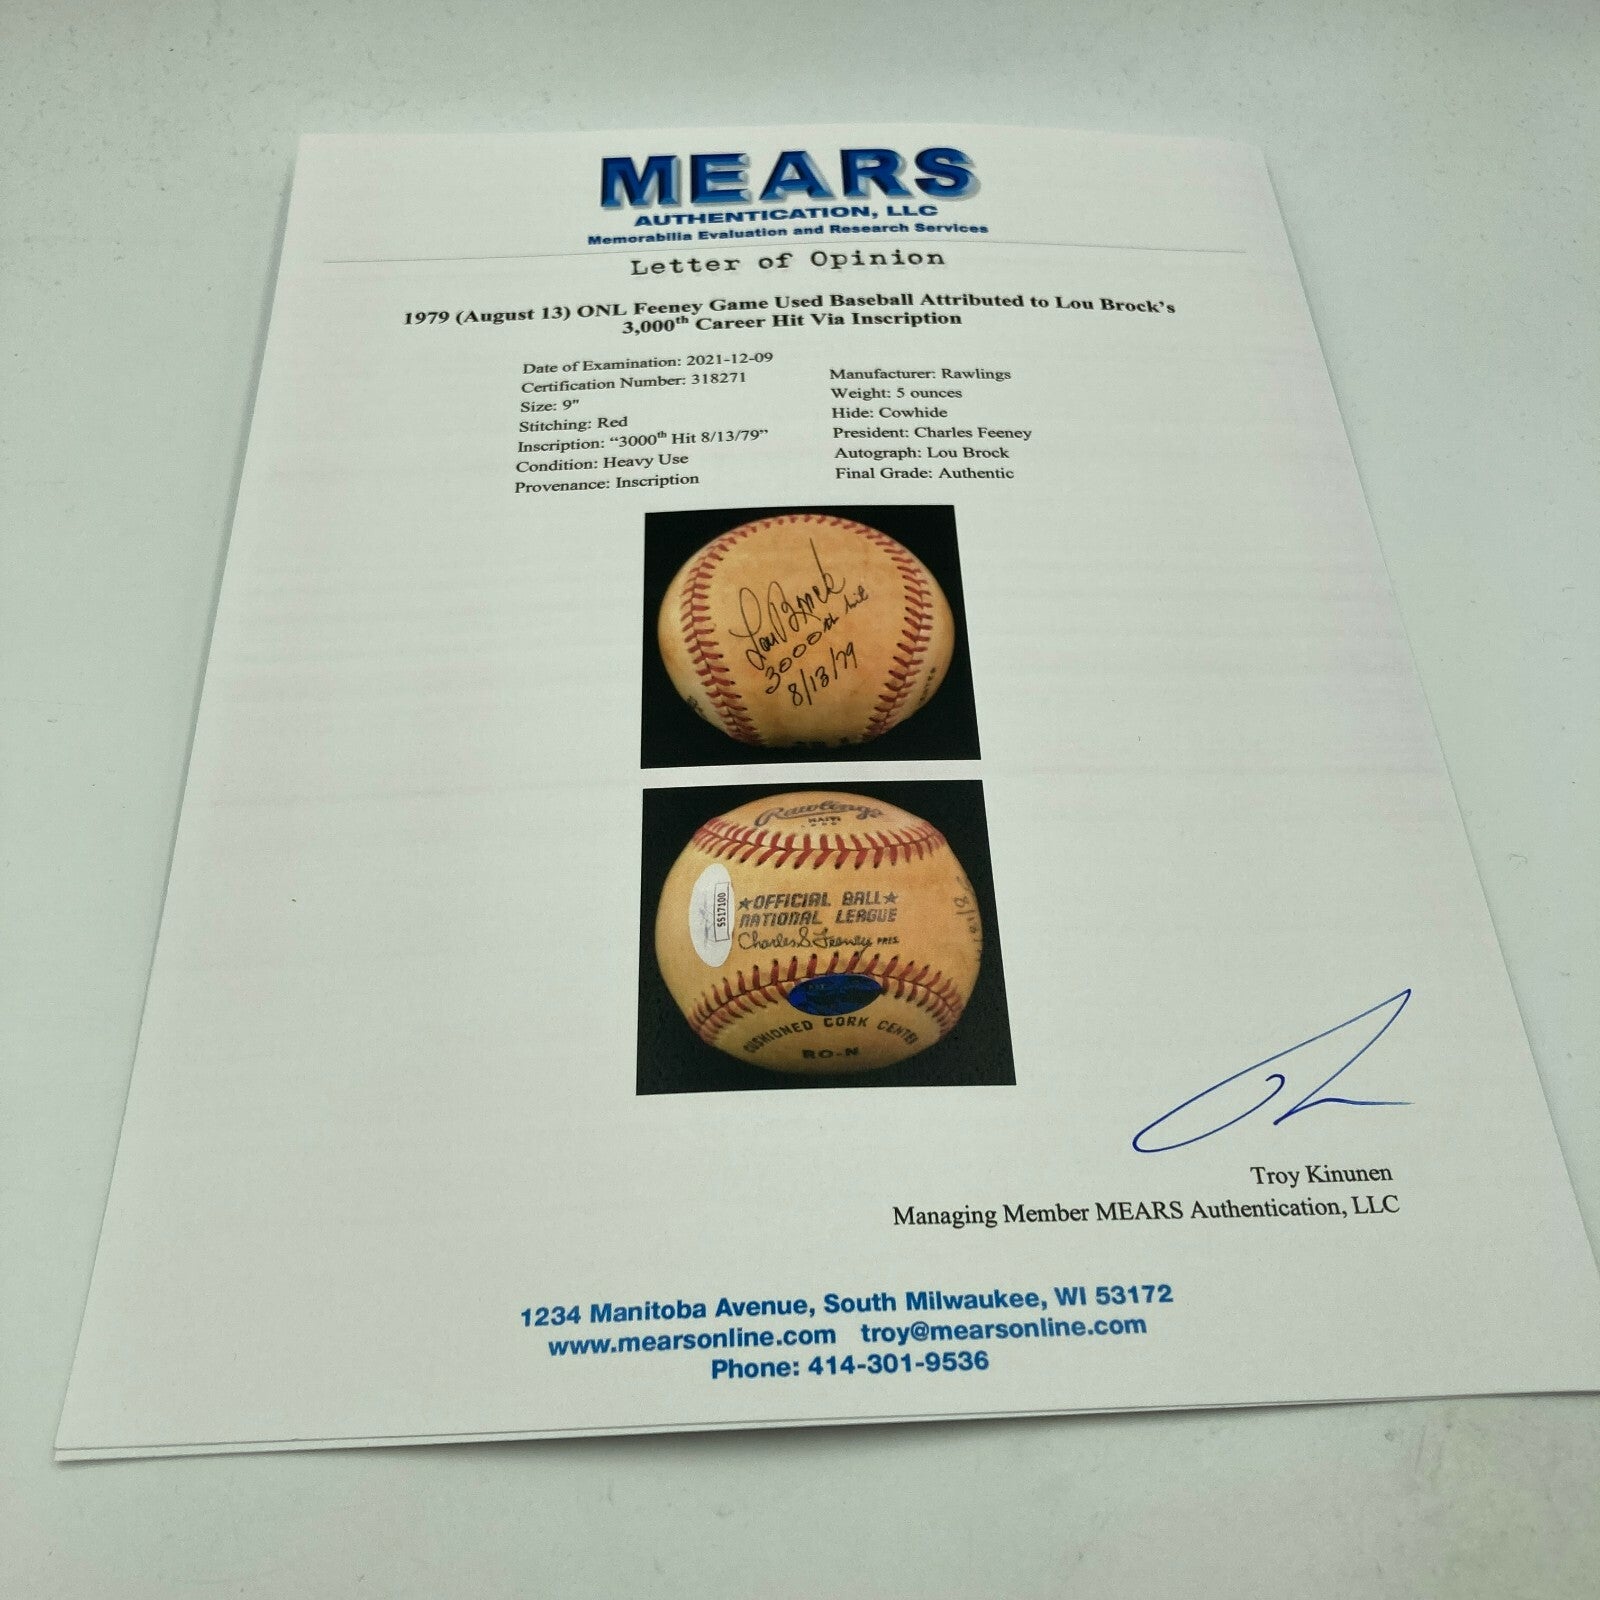 MEARS
AUTHENTICATION, LLC
Memorabilia Evaluation and Research Services
Letter of Opinion
1979 (August 13) ONL Feeney Game Used Baseball Attributed to Lou Brock's
3,000th Career Hit Via Inscription
Date of Examination: 2021-12-09
Certification Number: 318271
Size: 9"
Stitching: Red
Inscription: "3000th Hit 8/13/79"
Condition: Heavy Use
Provenance: Inscription
Manufacturer: Rawlings
Weight: 5 ounces
Hide: Cowhide
President: Charles Feeney
Autograph: Lou Brock
Final Grade: Authentic
Lou Brock
3000th hit
8/13/79
Rawlings
HAITI
SS17100
★OFFICIAL BALL★
NATIONAL LEAGUE
Charles S. Feeney PRES.
CUSHIONED CORK CENTER
RO-N
Troy Kinunen
Managing Member MEARS Authentication, LLC
1234 Manitoba Avenue, South Milwaukee, WI 53172
www.mearsonline.com troy@mearsonline.com
Phone: 414-301-9536